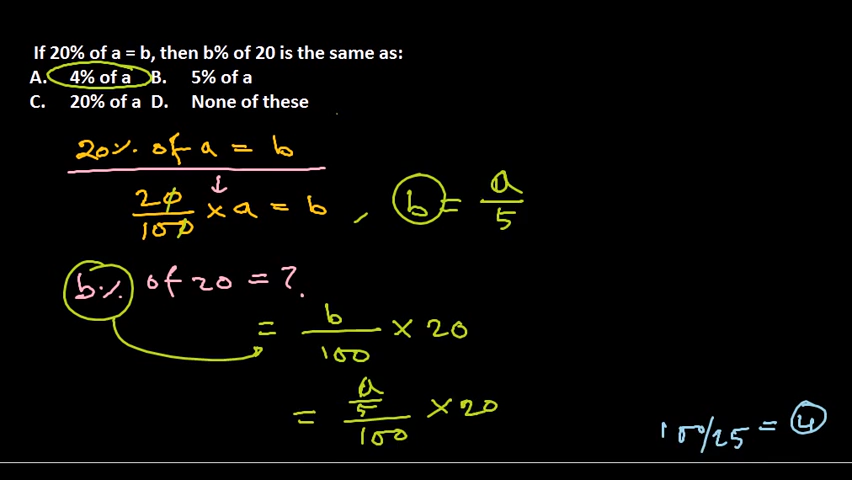 If 20% of a = b, then b% of 20 is the same as:
A. 4% of a B. 5% of a
C. 20% of a D. None of these
20% of a = b
20/100 × a = b , b = a/5
b% of 20 = ?.
= b/100 × 20
= a/5/100 × 20
100/25 = 4